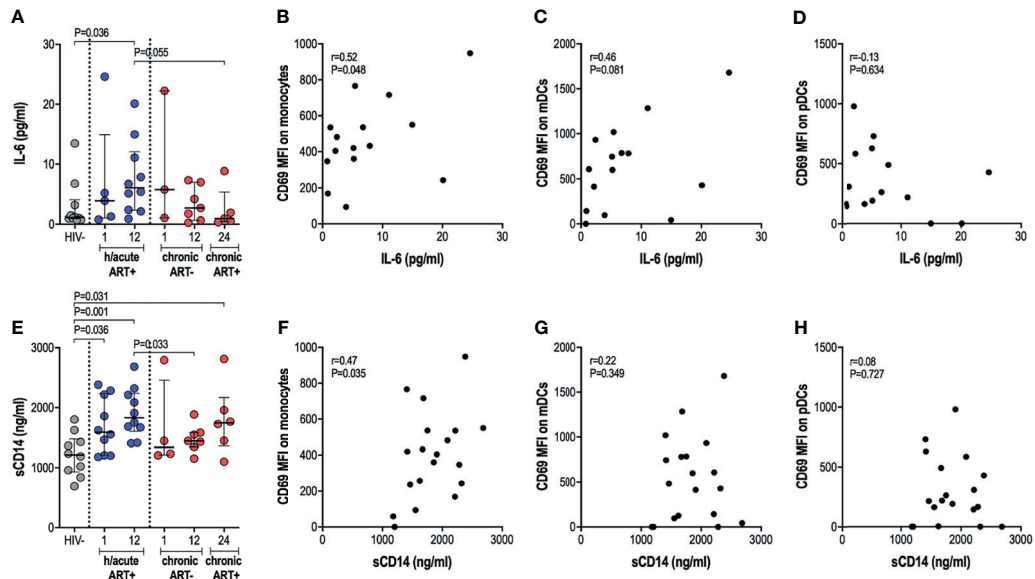 A
P=0.036
P=0.055
30
20
10
0
IL-6 (pg/ml)
HIV-
1
12
1
12
24
h/acute
ART+
chronic
ART-
chronic
ART+
B
r=0.52
P=0.048
1000
800
600
400
200
0
CD69 MFI on monocytes
0
10
20
30
IL-6 (pg/ml)
C
r=0.46
P=0.081
2000
1500
1000
500
0
CD69 MFI on mDCs
0
10
20
30
IL-6 (pg/ml)
D
r=-0.13
P=0.634
1500
1000
500
0
CD69 MFI on pDCs
0
10
20
30
IL-6 (pg/ml)
E
P=0.031
P=0.001
P=0.036
P=0.033
3000
2000
1000
0
sCD14 (ng/ml)
HIV-
1
12
1
12
24
h/acute
ART+
chronic
ART-
chronic
ART+
F
r=0.47
P=0.035
1000
800
600
400
200
0
CD69 MFI on monocytes
0
1000
2000
3000
sCD14 (ng/ml)
G
r=0.22
P=0.349
2000
1500
1000
500
0
CD69 MFI on mDCs
0
1000
2000
3000
sCD14 (ng/ml)
H
r=0.08
P=0.727
1500
1000
500
0
CD69 MFI on pDCs
0
1000
2000
3000
sCD14 (ng/ml)